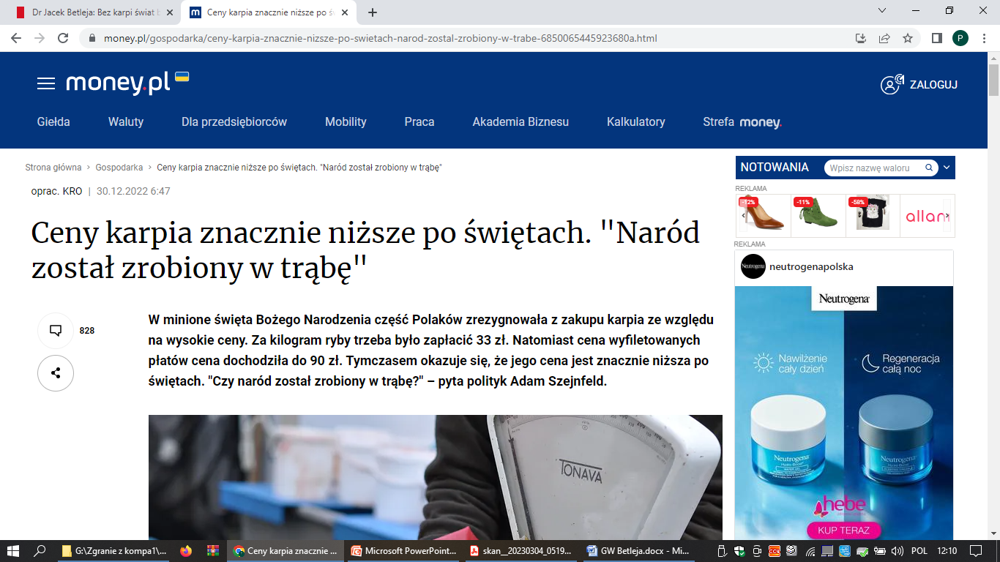 Dr Jacek Betleja: Bez karpi świat b
Ceny karpia znacznie niższe po św
money.pl/gospodarka/ceny-karpia-znacznie-nizsze-po-swietach-narod-zostal-zrobiony-w-trabe-6850065445923680a.html
P
money.pl
ZALOGUJ
Giełda Waluty Dla przedsiębiorców Mobility Praca Akademia Biznesu Kalkulatory Strefa money.
Strona główna > Gospodarka > Ceny karpia znacznie niższe po świętach. "Naród został zrobiony w trąbę"
oprac. KRO | 30.12.2022 6:47
Ceny karpia znacznie niższe po świętach. "Naród
został zrobiony w trąbę"
828
W minione święta Bożego Narodzenia część Polaków zrezygnowała z zakupu karpia ze względu
na wysokie ceny. Za kilogram ryby trzeba było zapłacić 33 zł. Natomiast cena wyfiletowanych
płatów cena dochodziła do 90 zł. Tymczasem okazuje się, że jego cena jest znacznie niższa po
świętach. "Czy naród został zrobiony w trąbę?" – pyta polityk Adam Szejnfeld.
TONAVA
NOTOWANIA
Wpisz nazwę waloru
REKLAMA
-12% -11% -58%
allani
REKLAMA
neutrogenapolska
Neutrogena
Nawilżenie
cały dzień
Regeneracja
całą noc
Neutrogena
Neutrogena
hebe
KUP TERAZ
G:\Zgranie z kompa1\...
Ceny karpia znacznie ...
Microsoft PowerPoint...
skan__20230304_0519...
GW Betleja.docx - Mi...
POL
12:10